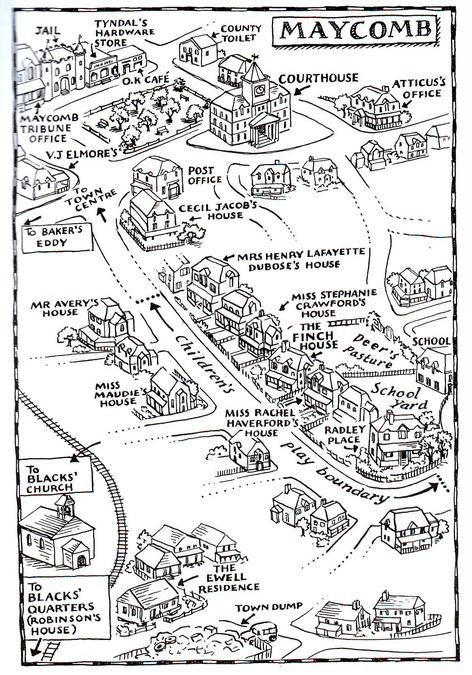 MAYCOMB
JAIL
TYNDAL'S
HARDWARE
STORE
COUNTY
TOILET
O.K. CAFÉ
COURTHOUSE
ATTICUS'S
OFFICE
MAYCOMB
TRIBUNE
OFFICE
V.J ELMORE'S
POST
OFFICE
TO
TOWN
CENTRE
CECIL JACOB'S
HOUSE
TO BAKER'S
EDDY
MRS HENRY LAFAYETTE
DUBOSE'S HOUSE
MR AVERY'S
HOUSE
MISS STEPHANIE
CRAWFORD'S
HOUSE
THE
FINCH
HOUSE
Deer's
Pasture
SCHOOL
School
Yard
MISS
MAUDIE'S
HOUSE
MISS RACHEL
HAVERFORD'S
HOUSE
RADLEY
PLACE
Children's
play boundary
TO
BLACKS'
CHURCH
THE
EWELL
RESIDENCE
TO
BLACKS'
QUARTERS
(ROBINSON'S
HOUSE)
TOWN DUMP